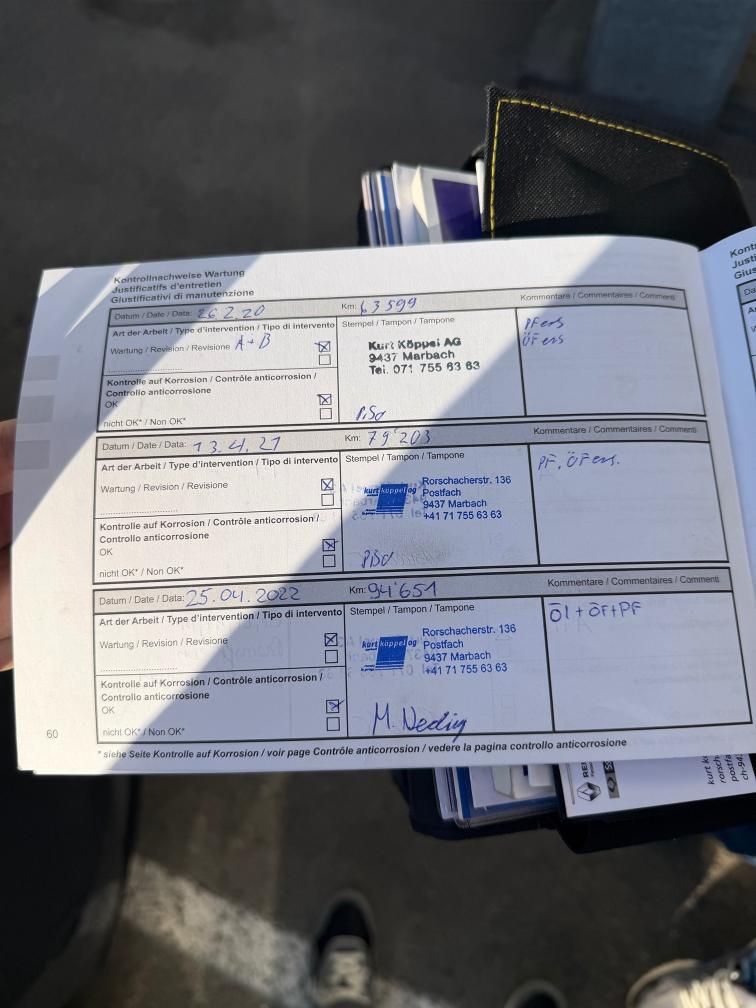 Kontrollnachweise Wartung
Justificatifs d'entretien
Giustificativi di manutenzione
Datum / Date / Data: 26.2.20 Km: 63599 Kommentare / Commentaires / Commenti
Art der Arbeit / Type d'intervention / Tipo di intervento Stempel / Tampon / Tampone
Wartung / Revision / Revisione A+B
PFers
ÖFers
Kurt Köppel AG
9437 Marbach
Tel. 071 755 63 63
Kontrolle auf Korrosion / Contrôle anticorrosion /
Controllo anticorrosione
OK
nicht OK* / Non OK*
Datum / Date / Data: 13.4.21 Km: 79'203 Kommentare / Commentaires / Commenti
Art der Arbeit / Type d'intervention / Tipo di intervento Stempel / Tampon / Tampone
Wartung / Revision / Revisione
PF, ÖFers.
kurt köppel ag
Rorschacherstr. 136
Postfach
9437 Marbach
+41 71 755 63 63
Kontrolle auf Korrosion / Contrôle anticorrosion /
Controllo anticorrosione
OK
nicht OK* / Non OK*
Datum / Date / Data: 25.04.2022 Km: 94'651 Kommentare / Commentaires / Commenti
Art der Arbeit / Type d'intervention / Tipo di intervento Stempel / Tampon / Tampone
Wartung / Revision / Revisione
Öl + ÖF + PF
kurt köppel ag
Rorschacherstr. 136
Postfach
9437 Marbach
+41 71 755 63 63
Kontrolle auf Korrosion / Contrôle anticorrosion /
Controllo anticorrosione
OK
nicht OK* / Non OK*
60
* siehe Seite Kontrolle auf Korrosion / voir page Contrôle anticorrosion / vedere la pagina controllo anticorrosione